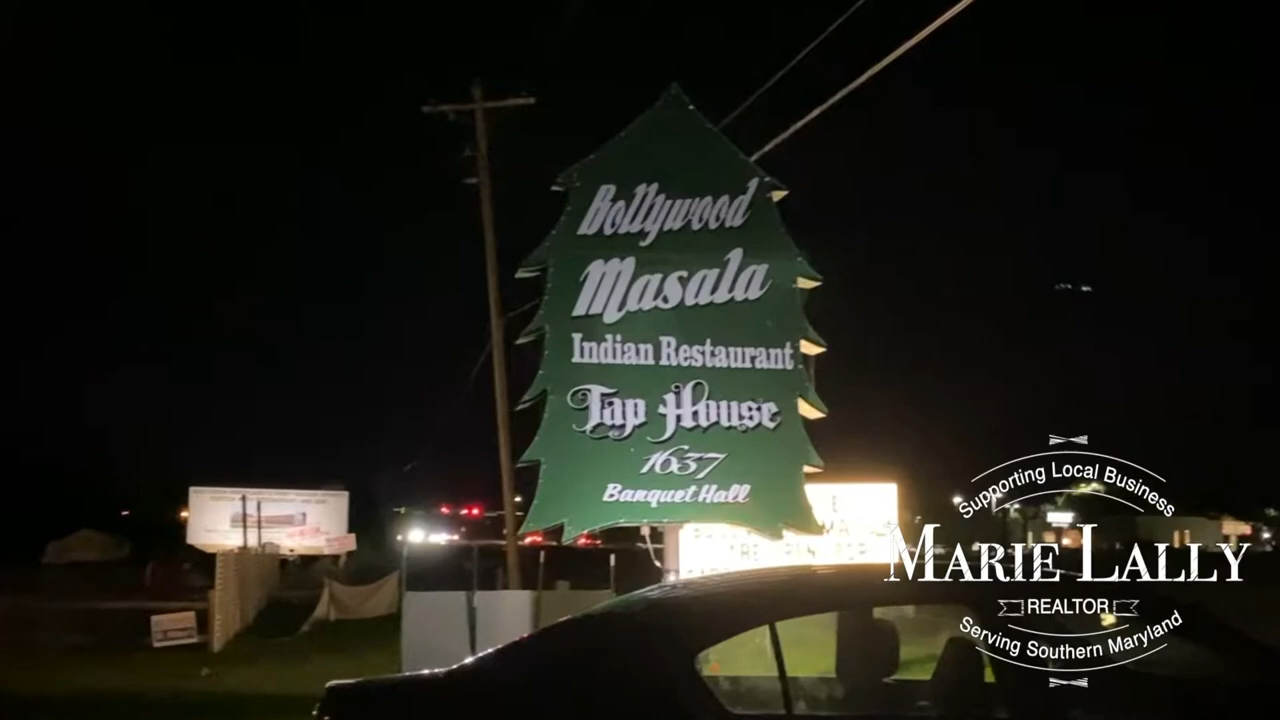 Bollywood
Masala
Indian Restaurant
Tap House
1637
Banquet Hall
Supporting Local Business
MARIE LALLY
REALTOR
Serving Southern Maryland